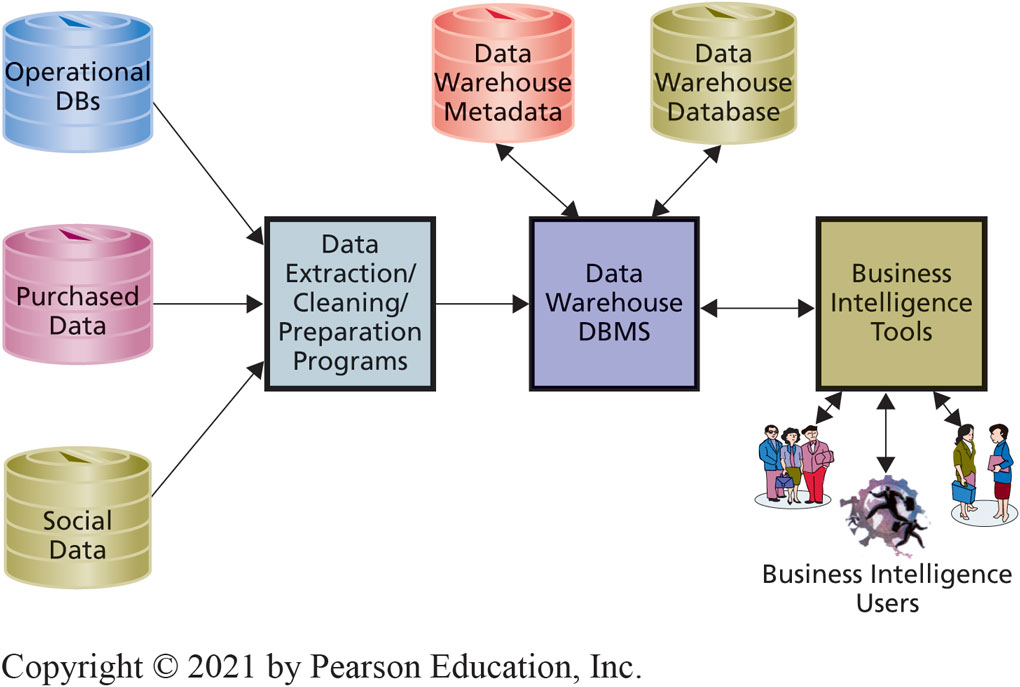 Operational
DBs
Purchased
Data
Social
Data
Data
Extraction/
Cleaning/
Preparation
Programs
Data
Warehouse
Metadata
Data
Warehouse
Database
Data
Warehouse
DBMS
Business
Intelligence
Tools
Business Intelligence
Users
Copyright © 2021 by Pearson Education, Inc.